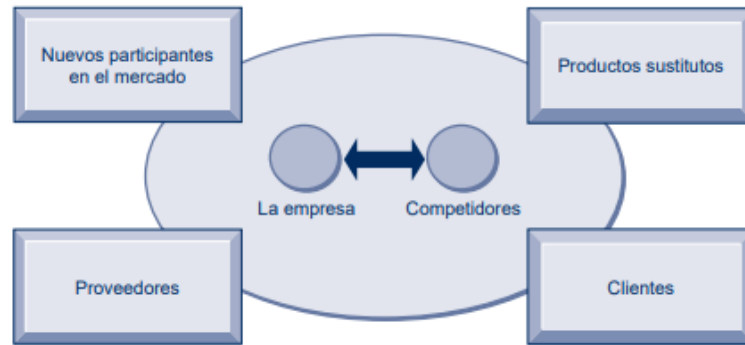 Nuevos participantes
en el mercado
Productos sustitutos
La empresa
Competidores
Proveedores
Clientes